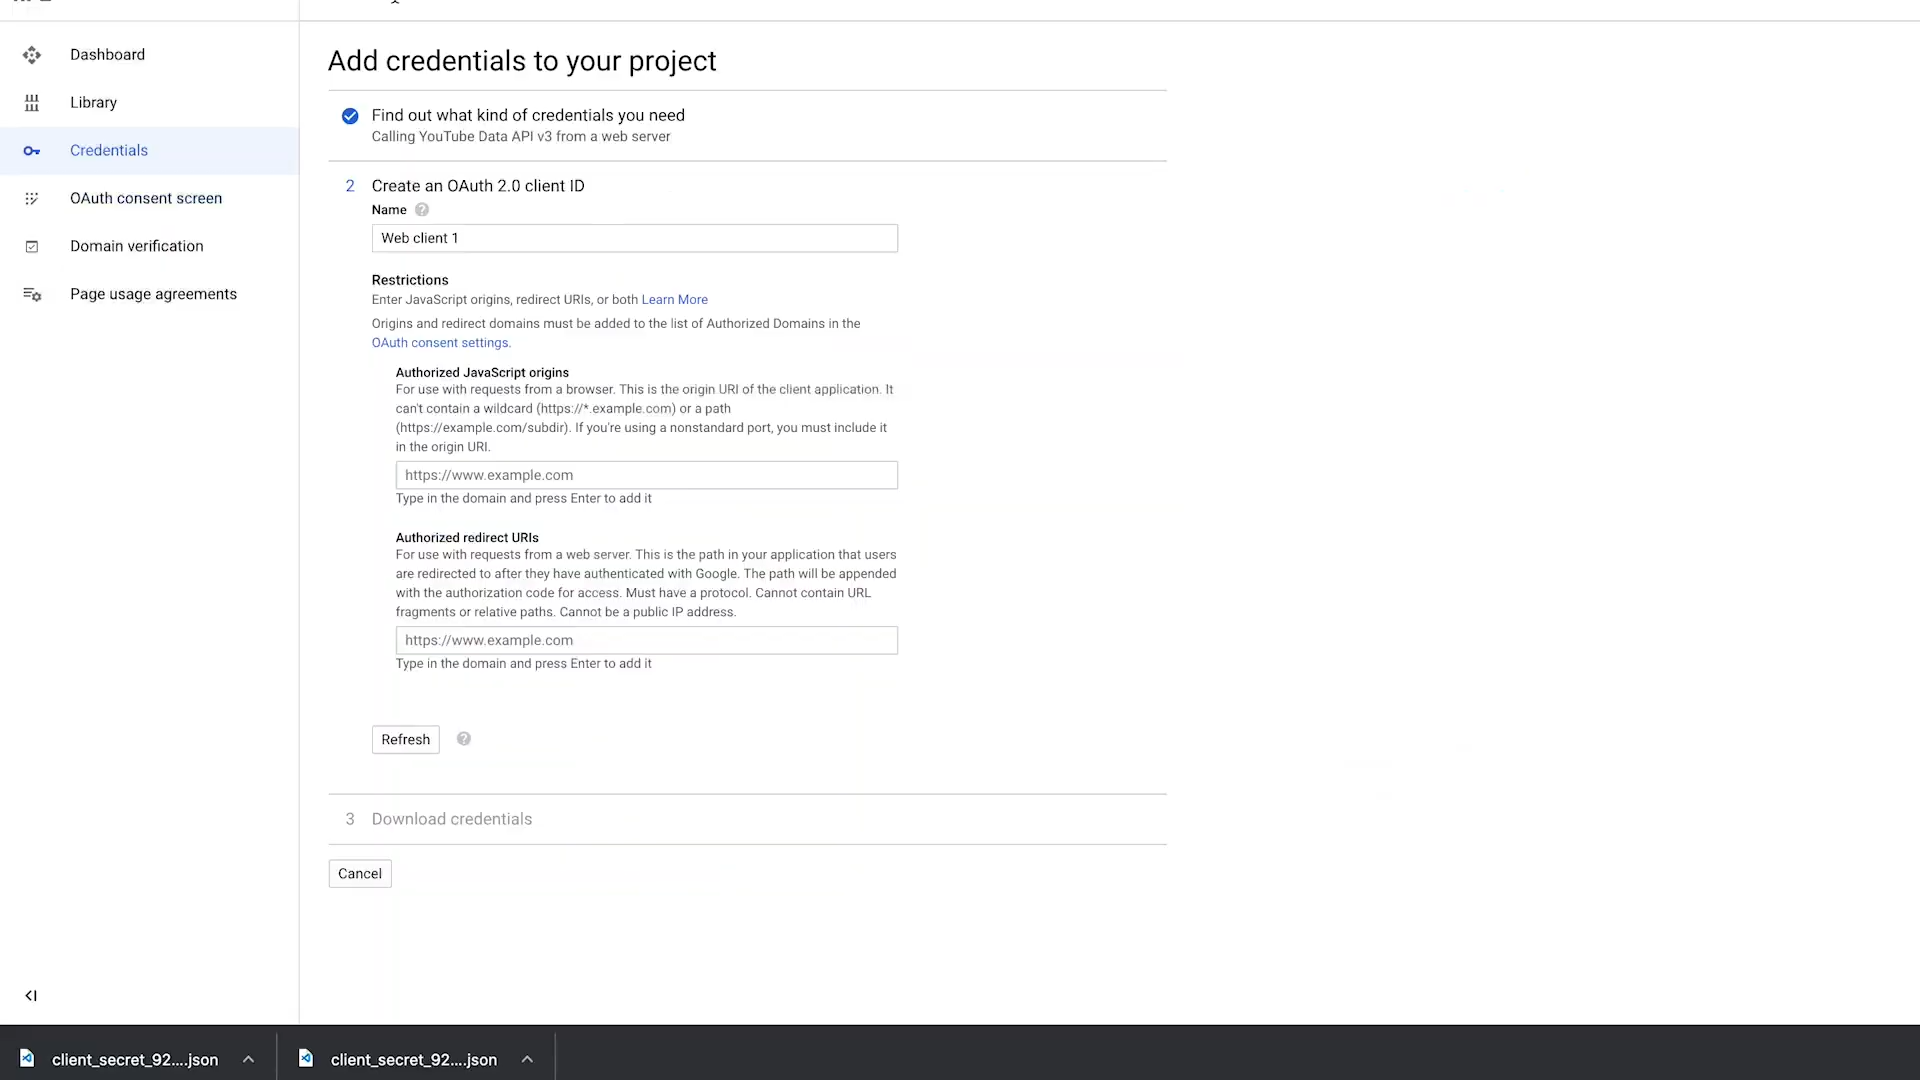 Dashboard
Library
Credentials
OAuth consent screen
Domain verification
Page usage agreements
Add credentials to your project
Find out what kind of credentials you need
Calling YouTube Data API v3 from a web server
2 Create an OAuth 2.0 client ID
Name
Web client 1
Restrictions
Enter JavaScript origins, redirect URIs, or both Learn More
Origins and redirect domains must be added to the list of Authorized Domains in the
OAuth consent settings.
Authorized JavaScript origins
For use with requests from a browser. This is the origin URI of the client application. It
can't contain a wildcard (https://*.example.com) or a path
(https://example.com/subdir). If you're using a nonstandard port, you must include it
in the origin URI.
https://www.example.com
Type in the domain and press Enter to add it
Authorized redirect URIs
For use with requests from a web server. This is the path in your application that users
are redirected to after they have authenticated with Google. The path will be appended
with the authorization code for access. Must have a protocol. Cannot contain URL
fragments or relative paths. Cannot be a public IP address.
https://www.example.com
Type in the domain and press Enter to add it
Refresh
3 Download credentials
Cancel
client_secret_92....json
client_secret_92....json